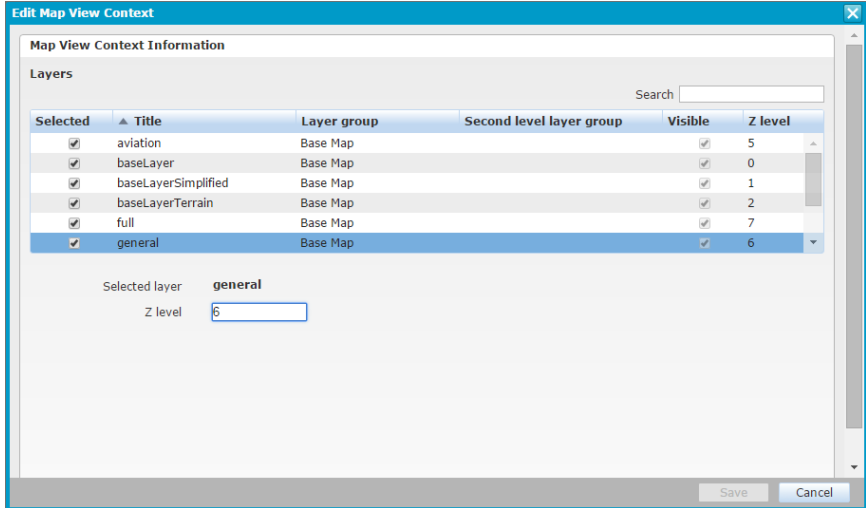 Edit Map View Context
Map View Context Information
Layers
Search
Selected Title Layer group Second level layer group Visible Z level
aviation Base Map 5
baseLayer Base Map 0
baseLayerSimplified Base Map 1
baseLayerTerrain Base Map 2
full Base Map 7
general Base Map 6
Selected layer general
Z level 6
Save Cancel